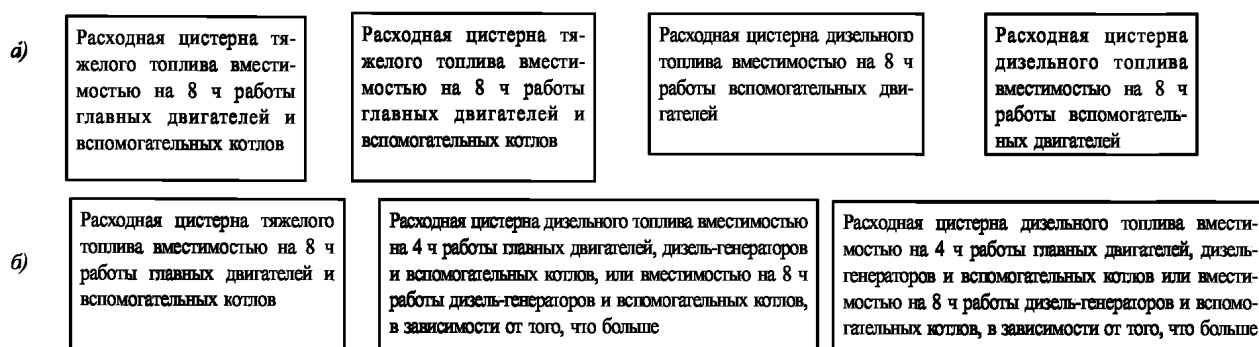 а)
Расходная цистерна тя-
желого топлива вмести-
мостью на 8 ч работы
главных двигателей и
вспомогательных котлов
Расходная цистерна тя-
желого топлива вмести-
мостью на 8 ч работы
главных двигателей и
вспомогательных котлов
Расходная цистерна дизельного
топлива вместимостью на 8 ч
работы вспомогательных дви-
гателей
Расходная цистерна
дизельного топлива
вместимостью на 8 ч
работы вспомогатель-
ных двигателей
б)
Расходная цистерна тяжелого
топлива вместимостью на 8 ч
работы главных двигателей и
вспомогательных котлов
Расходная цистерна дизельного топлива вместимостью
на 4 ч работы главных двигателей, дизель-генераторов
и вспомогательных котлов, или вместимостью на 8 ч
работы дизель-генераторов и вспомогательных котлов,
в зависимости от того, что больше
Расходная цистерна дизельного топлива вмести-
мостью на 4 ч работы главных двигателей, дизель-
генераторов и вспомогательных котлов или вмести-
мостью на 8 ч работы дизель-генераторов и вспомо-
гательных котлов, в зависимости от того, что больше